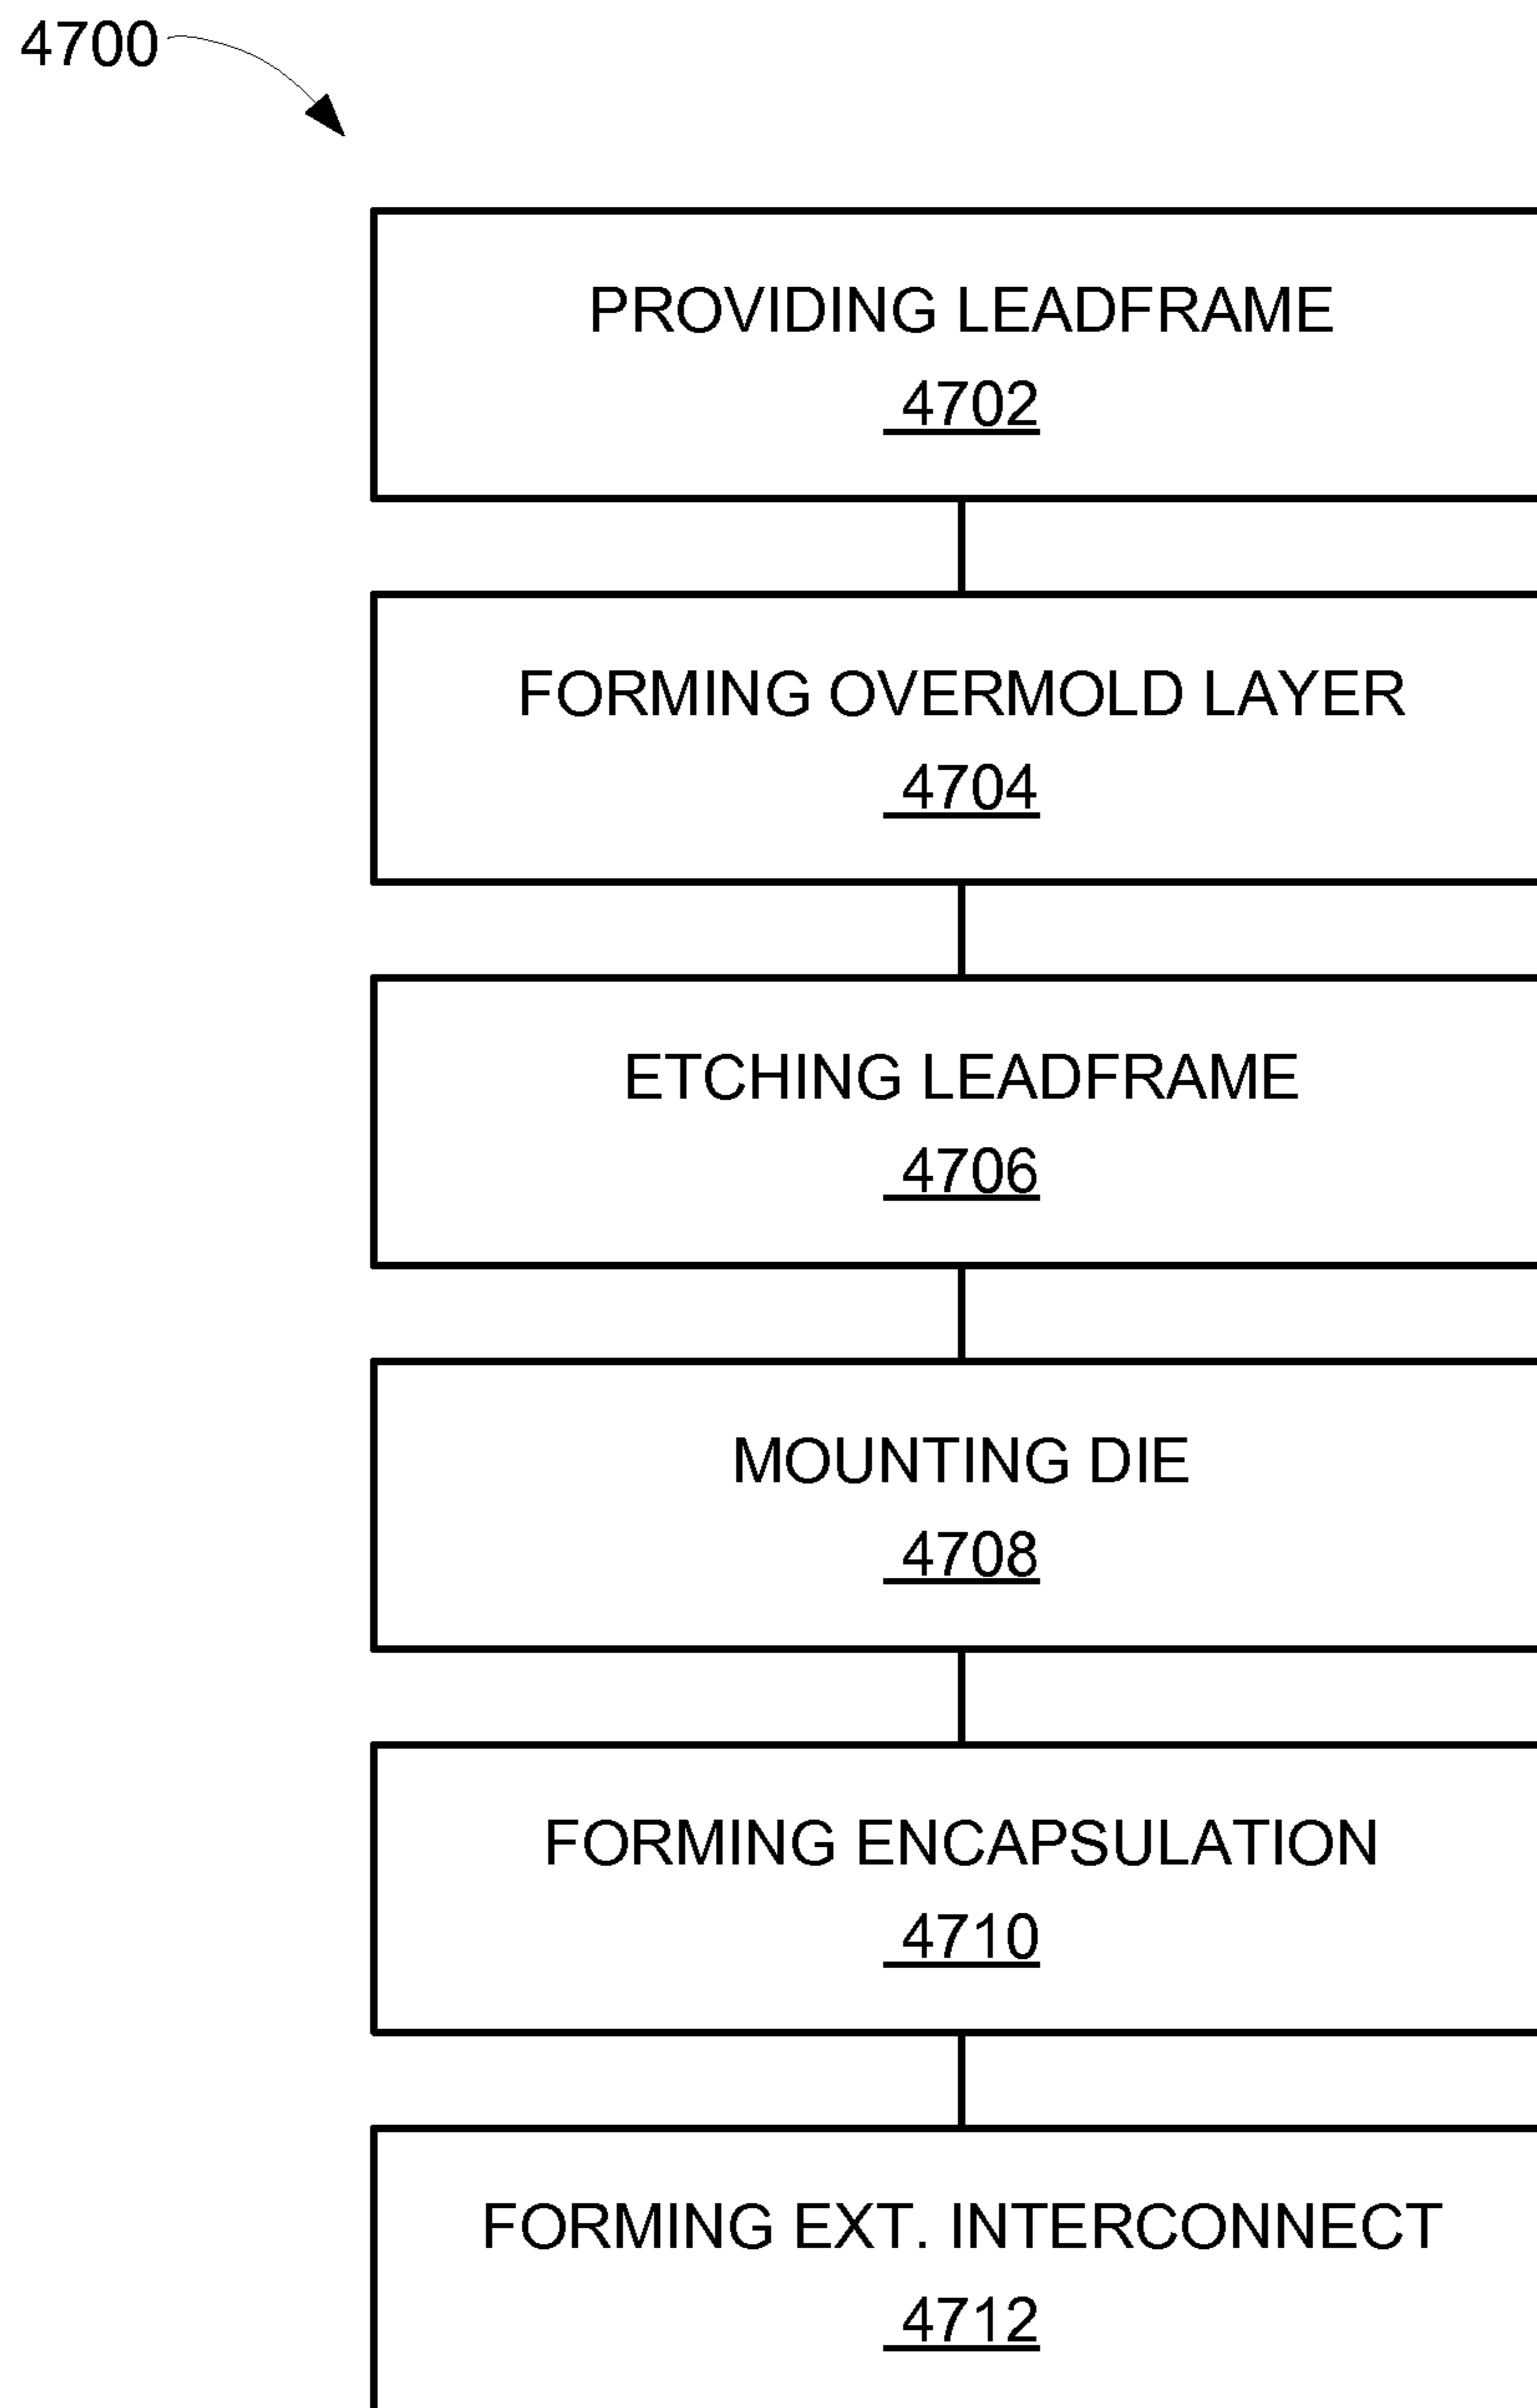 4700
PROVIDING LEADFRAME
4702
FORMING OVERMOLD LAYER
4704
ETCHING LEADFRAME
4706
MOUNTING DIE
4708
FORMING ENCAPSULATION
4710
FORMING EXT. INTERCONNECT
4712